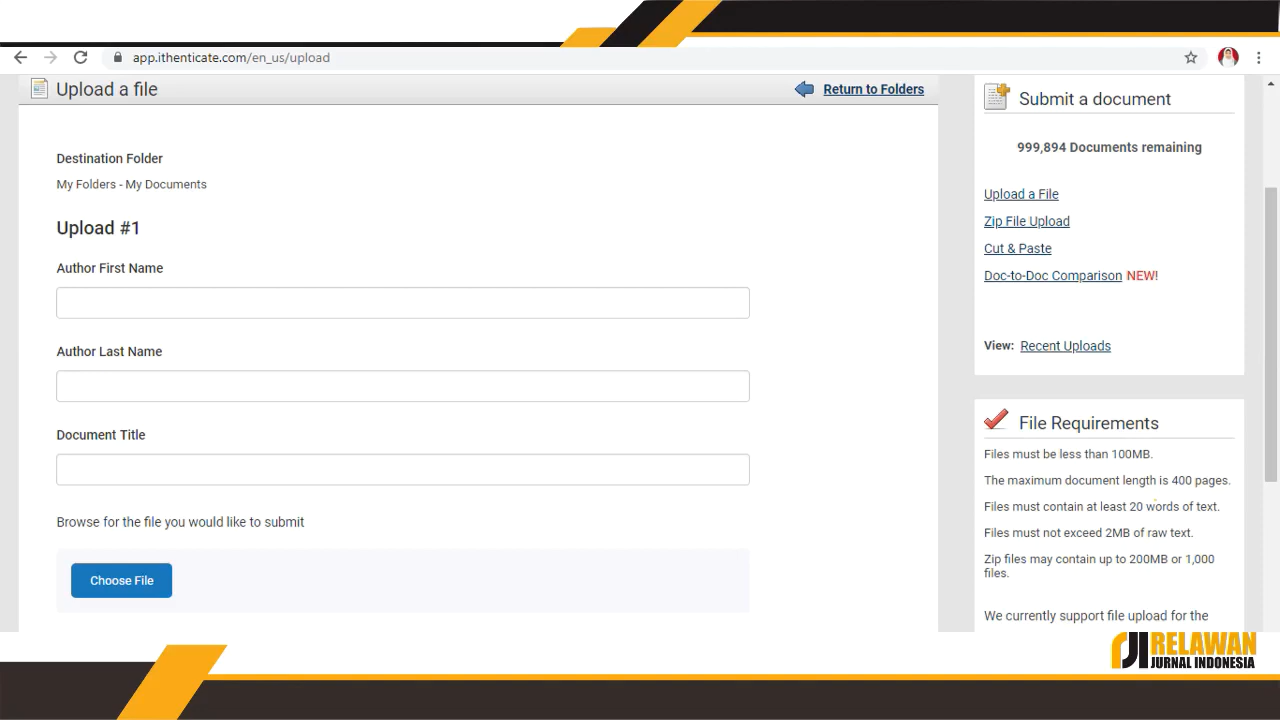 app.ithenticate.com/en_us/upload
Upload a file
Return to Folders
Destination Folder
My Folders - My Documents
Upload #1
Author First Name
Author Last Name
Document Title
Browse for the file you would like to submit
Choose File
Submit a document
999,894 Documents remaining
Upload a File
Zip File Upload
Cut & Paste
Doc-to-Doc Comparison NEW!
View: Recent Uploads
File Requirements
Files must be less than 100MB.
The maximum document length is 400 pages.
Files must contain at least 20 words of text.
Files must not exceed 2MB of raw text.
Zip files may contain up to 200MB or 1,000
files.
We currently support file upload for the
RJI RELAWAN
JURNAL INDONESIA